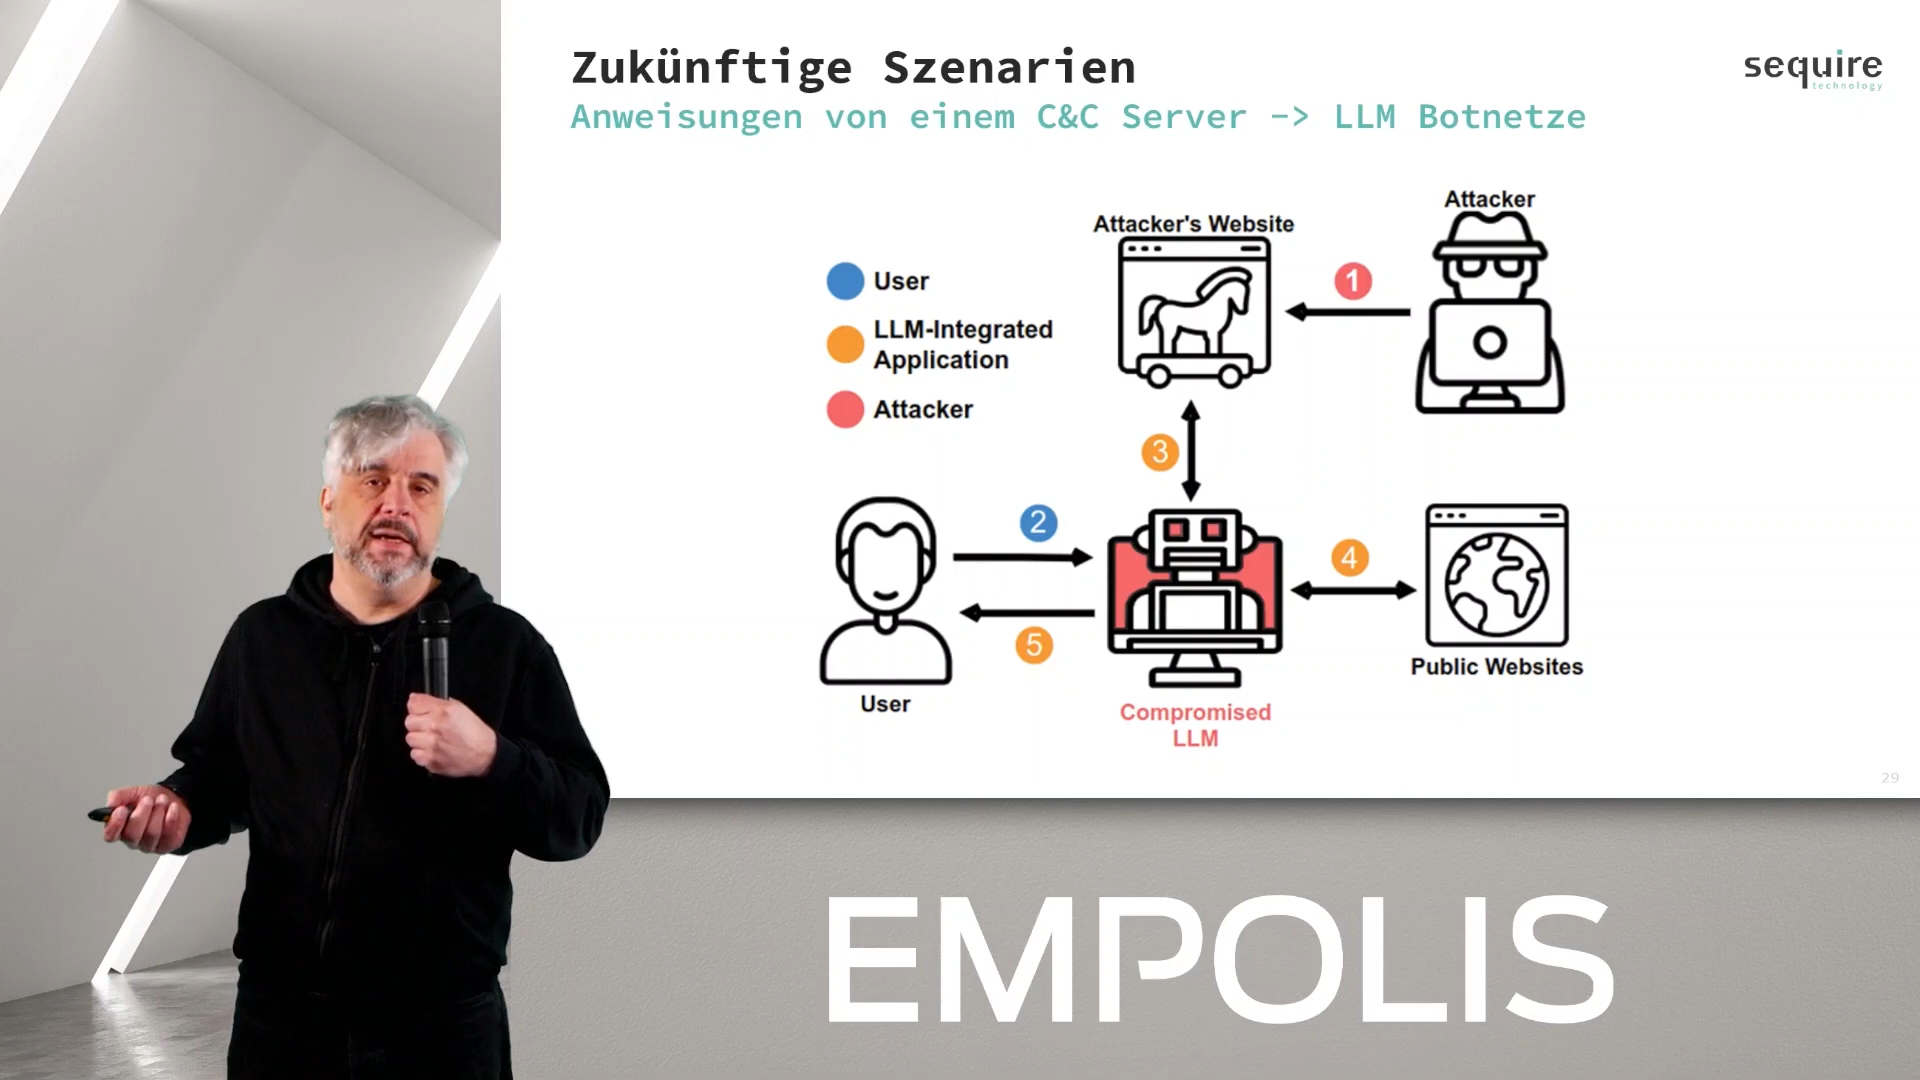 Zukünftige Szenarien
Anweisungen von einem C&C Server -> LLM Botnetze
sequire
technology
Attacker
Attacker's Website
1
User
LLM-Integrated
Application
Attacker
3
2
4
5
User
Public Websites
Compromised
LLM
29
EMPOLIS